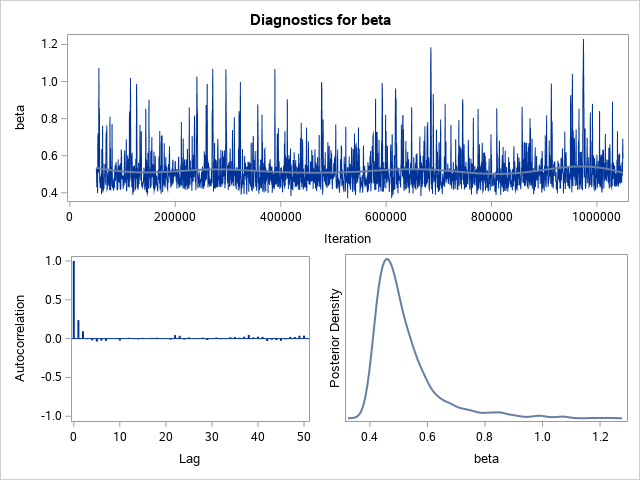 Diagnostics for beta
beta
1.2
1.0
0.8
0.6
0.4
0 200000 400000 600000 800000 1000000
Iteration
Autocorrelation
1.0
0.5
0.0
-0.5
-1.0
0 10 20 30 40 50
Lag
Posterior Density
0.4 0.6 0.8 1.0 1.2
beta